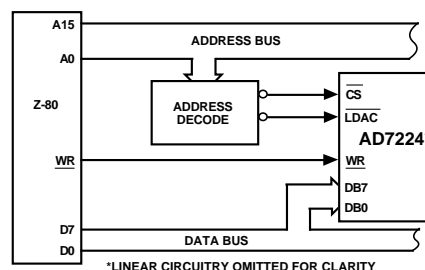 A15
ADDRESS BUS
A0
Z-80
ADDRESS
DECODE
CS
LDAC
AD7224*
WR
WR
DB7
DB0
D7
DATA BUS
D0
*LINEAR CIRCUITRY OMITTED FOR CLARITY